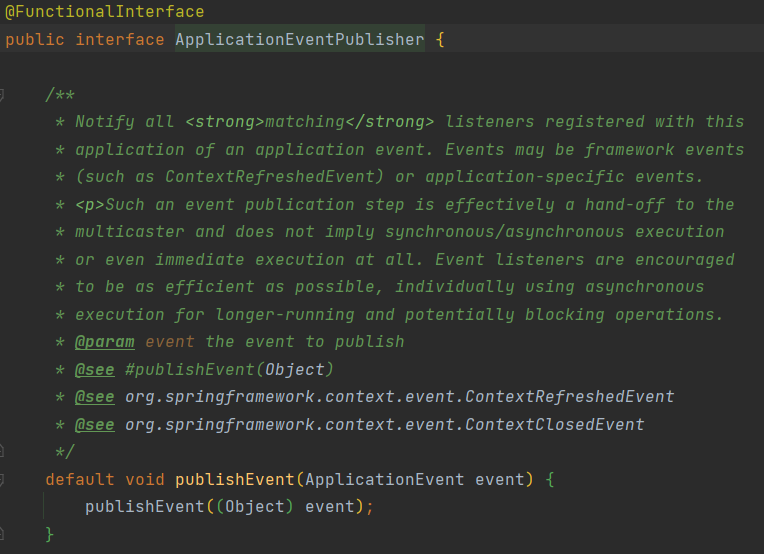 @FunctionalInterface
public interface ApplicationEventPublisher {
/**
* Notify all <strong>matching</strong> listeners registered with this
* application of an application event. Events may be framework events
* (such as ContextRefreshedEvent) or application-specific events.
* <p>Such an event publication step is effectively a hand-off to the
* multicaster and does not imply synchronous/asynchronous execution
* or even immediate execution at all. Event listeners are encouraged
* to be as efficient as possible, individually using asynchronous
* execution for longer-running and potentially blocking operations.
* @param event the event to publish
* @see #publishEvent(Object)
* @see org.springframework.context.event.ContextRefreshedEvent
* @see org.springframework.context.event.ContextClosedEvent
*/
default void publishEvent(ApplicationEvent event) {
publishEvent((Object) event);
}